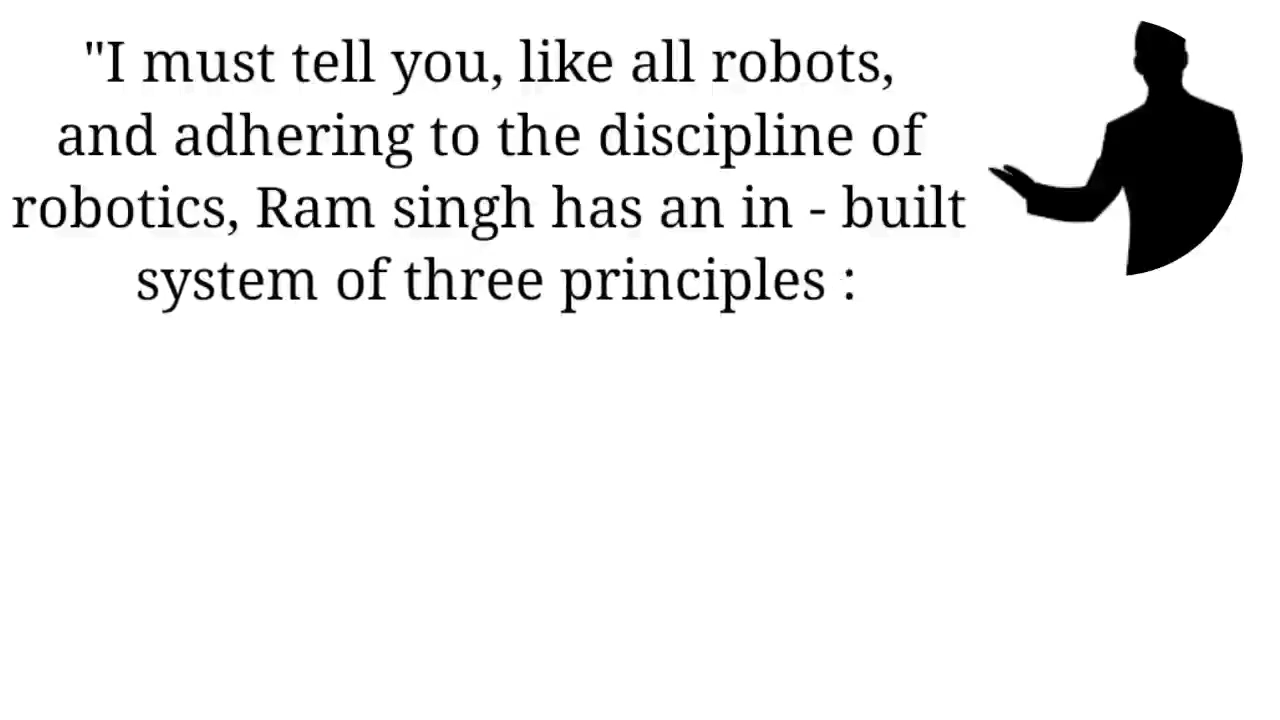 "I must tell you, like all robots,
and adhering to the discipline of
robotics, Ram singh has an in - built
system of three principles :